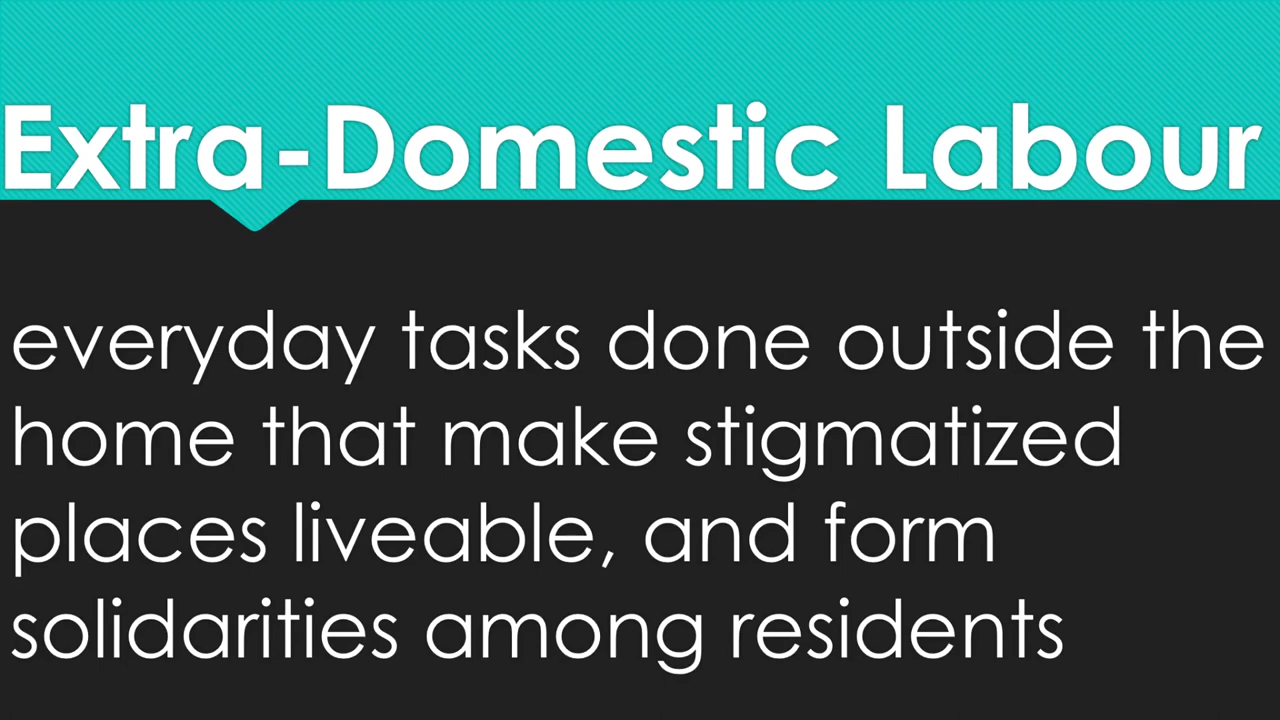 Extra-Domestic Labour
everyday tasks done outside the
home that make stigmatized
places liveable, and form
solidarities among residents